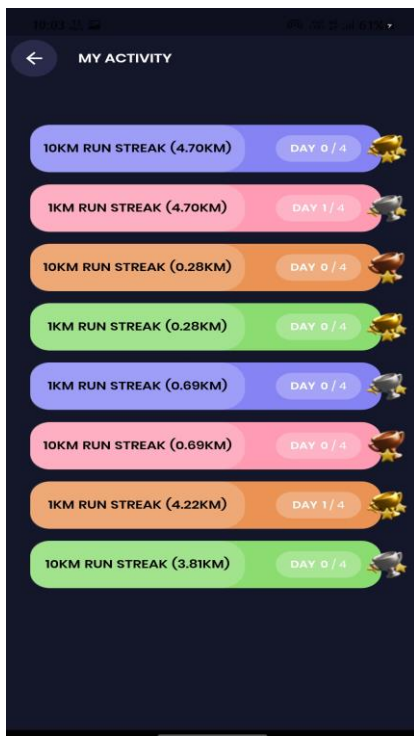 10:03
61%
MY ACTIVITY
10KM RUN STREAK (4.70KM) DAY 0 / 4
1KM RUN STREAK (4.70KM) DAY 1 / 4
10KM RUN STREAK (0.28KM) DAY 0 / 4
1KM RUN STREAK (0.28KM) DAY 0 / 4
1KM RUN STREAK (0.69KM) DAY 0 / 4
10KM RUN STREAK (0.69KM) DAY 0 / 4
1KM RUN STREAK (4.22KM) DAY 1 / 4
10KM RUN STREAK (3.81KM) DAY 0 / 4